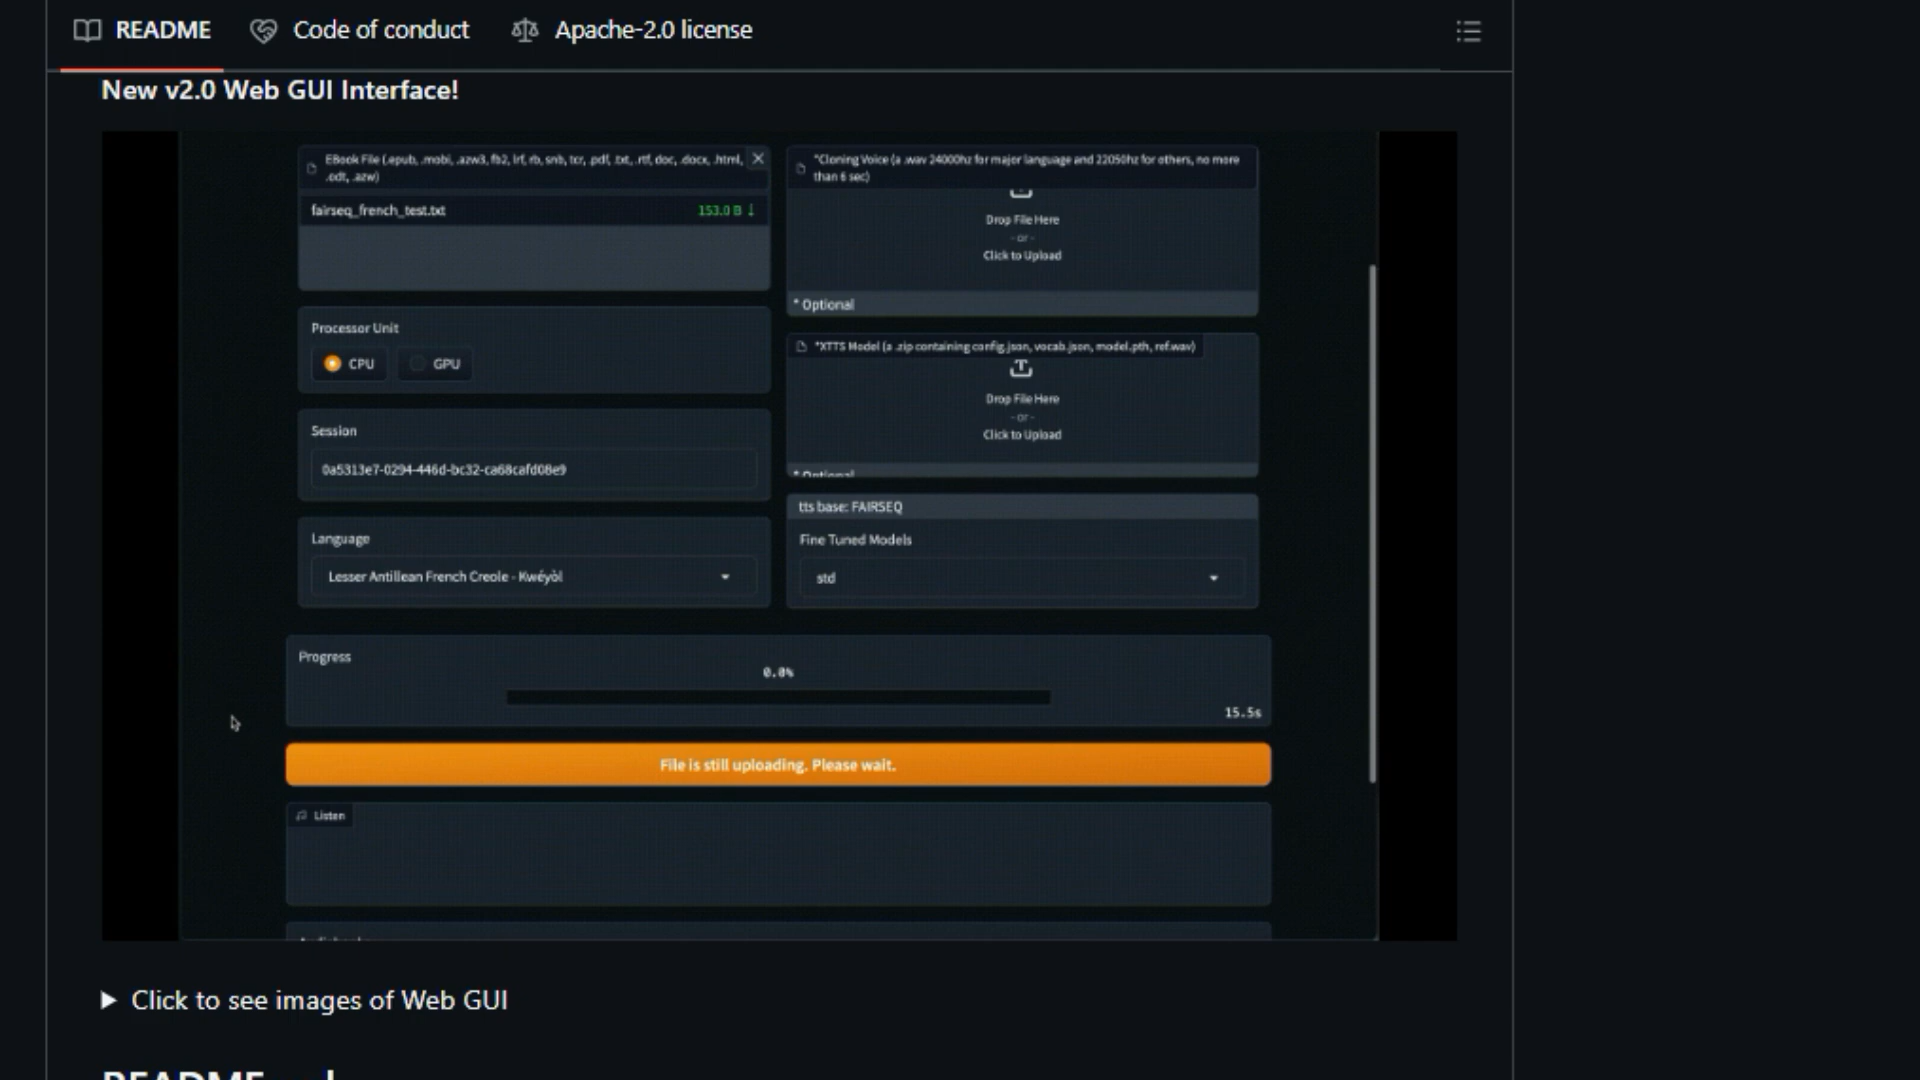 README
Code of conduct
Apache-2.0 license
New v2.0 Web GUI Interface!
EBook File (.epub, .mobi, .azw3, fb2, lrf, rb, snb, tcr, .pdf, .txt, .rtf, doc, .docx, .html,
.odt, .azw)
fairseq_french_test.txt
153.0 B ↓
Processor Unit
CPU
GPU
Session
0a5313e7-0294-446d-bc32-ca68cafd08e9
Language
Lesser Antillean French Creole - Kwéyòl
*Cloning Voice (a .wav 24000hz for major language and 22050hz for others, no more
than 6 sec)
Drop File Here
- or -
Click to Upload
* Optional
*XTTS Model (a .zip containing config.json, vocab.json, model.pth, ref.wav)
Drop File Here
- or -
Click to Upload
* Optional
tts base: FAIRSEQ
Fine Tuned Models
std
Progress
0.0%
15.5s
File is still uploading. Please wait.
Listen
Click to see images of Web GUI